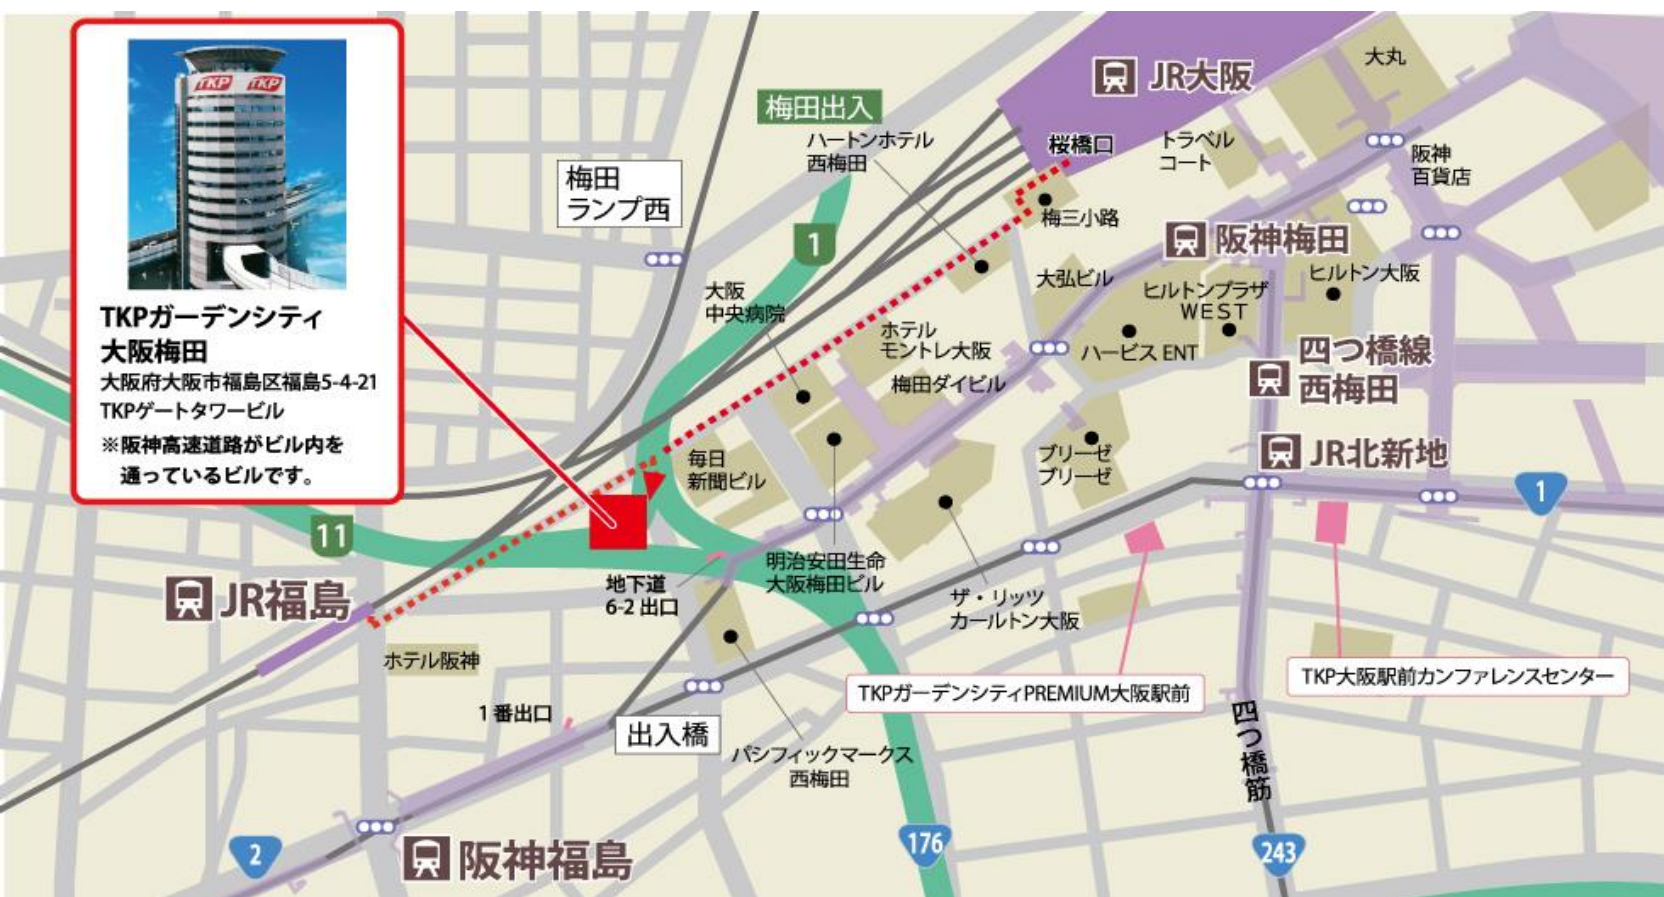 TKP TKP
TKPガーデンシティ
大阪梅田
大阪府大阪市福島区福島5-4-21
TKPゲートタワービル
※阪神高速道路がビル内を
通っているビルです。
梅田出入
ハートンホテル
西梅田
梅田
ランプ西
1
JR大阪
大丸
桜橋口
トラベル
コート
阪神
百貨店
梅三小路
阪神梅田
大弘ビル
ヒルトンプラザ
WEST
ヒルトン大阪
大阪
中央病院
ホテル
モントレ大阪
ハービス ENT
四つ橋線
西梅田
梅田ダイビル
毎日
新聞ビル
ブリーゼ
ブリーゼ
JR北新地
1
11
JR福島
地下道
6-2 出口
明治安田生命
大阪梅田ビル
ザ・リッツ
カールトン大阪
ホテル阪神
TKPガーデンシティPREMIUM大阪駅前
TKP大阪駅前カンファレンスセンター
1番出口
出入橋
パシフィックマークス
西梅田
四つ橋筋
2
阪神福島
176
243